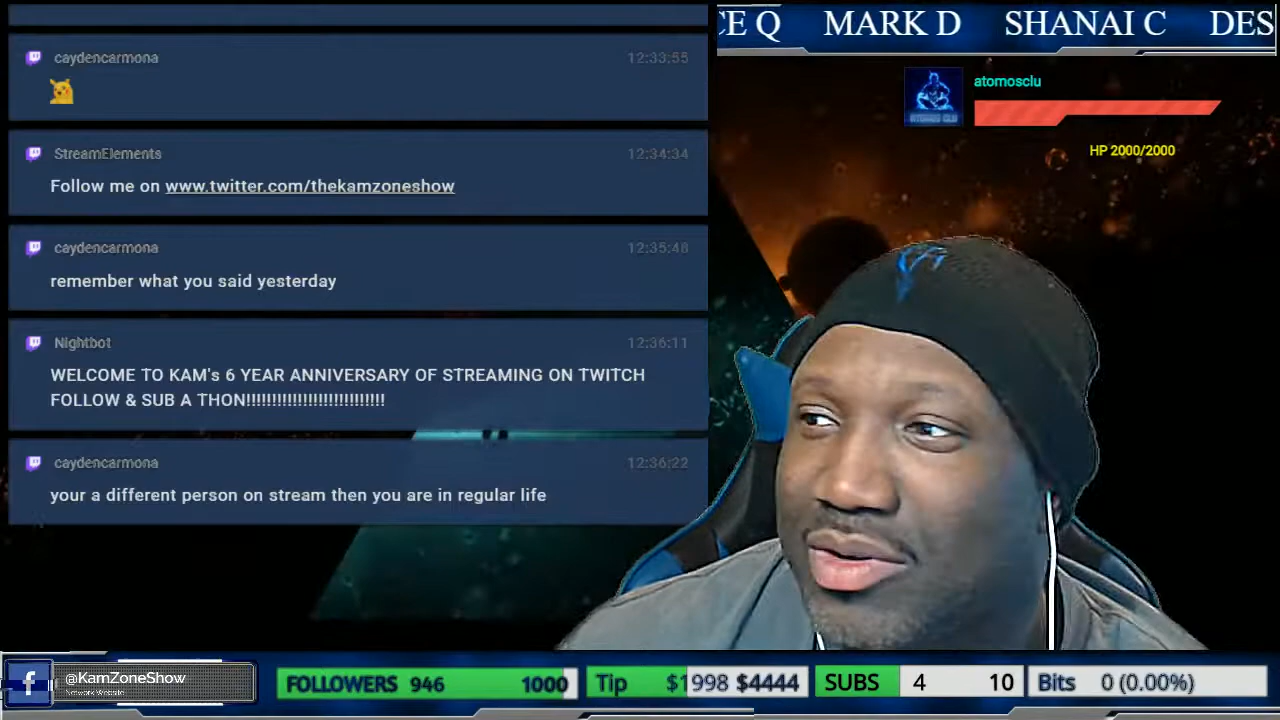 CE Q MARK D SHANAI C DES
caydencarmona 12:33:55
atomosclu
HP 2000/2000
StreamElements 12:34:34
Follow me on www.twitter.com/thekamzoneshow
caydencarmona 12:35:48
remember what you said yesterday
Nightbot 12:36:11
WELCOME TO KAM's 6 YEAR ANNIVERSARY OF STREAMING ON TWITCH
FOLLOW & SUB A THON!!!!!!!!!!!!!!!!!!!!!!!!!!!
caydencarmona 12:36:22
your a different person on stream then you are in regular life
f @KamZoneShow
FOLLOWERS 946 1000
Tip $1998 $4444
SUBS 4 10
Bits 0 (0.00%)